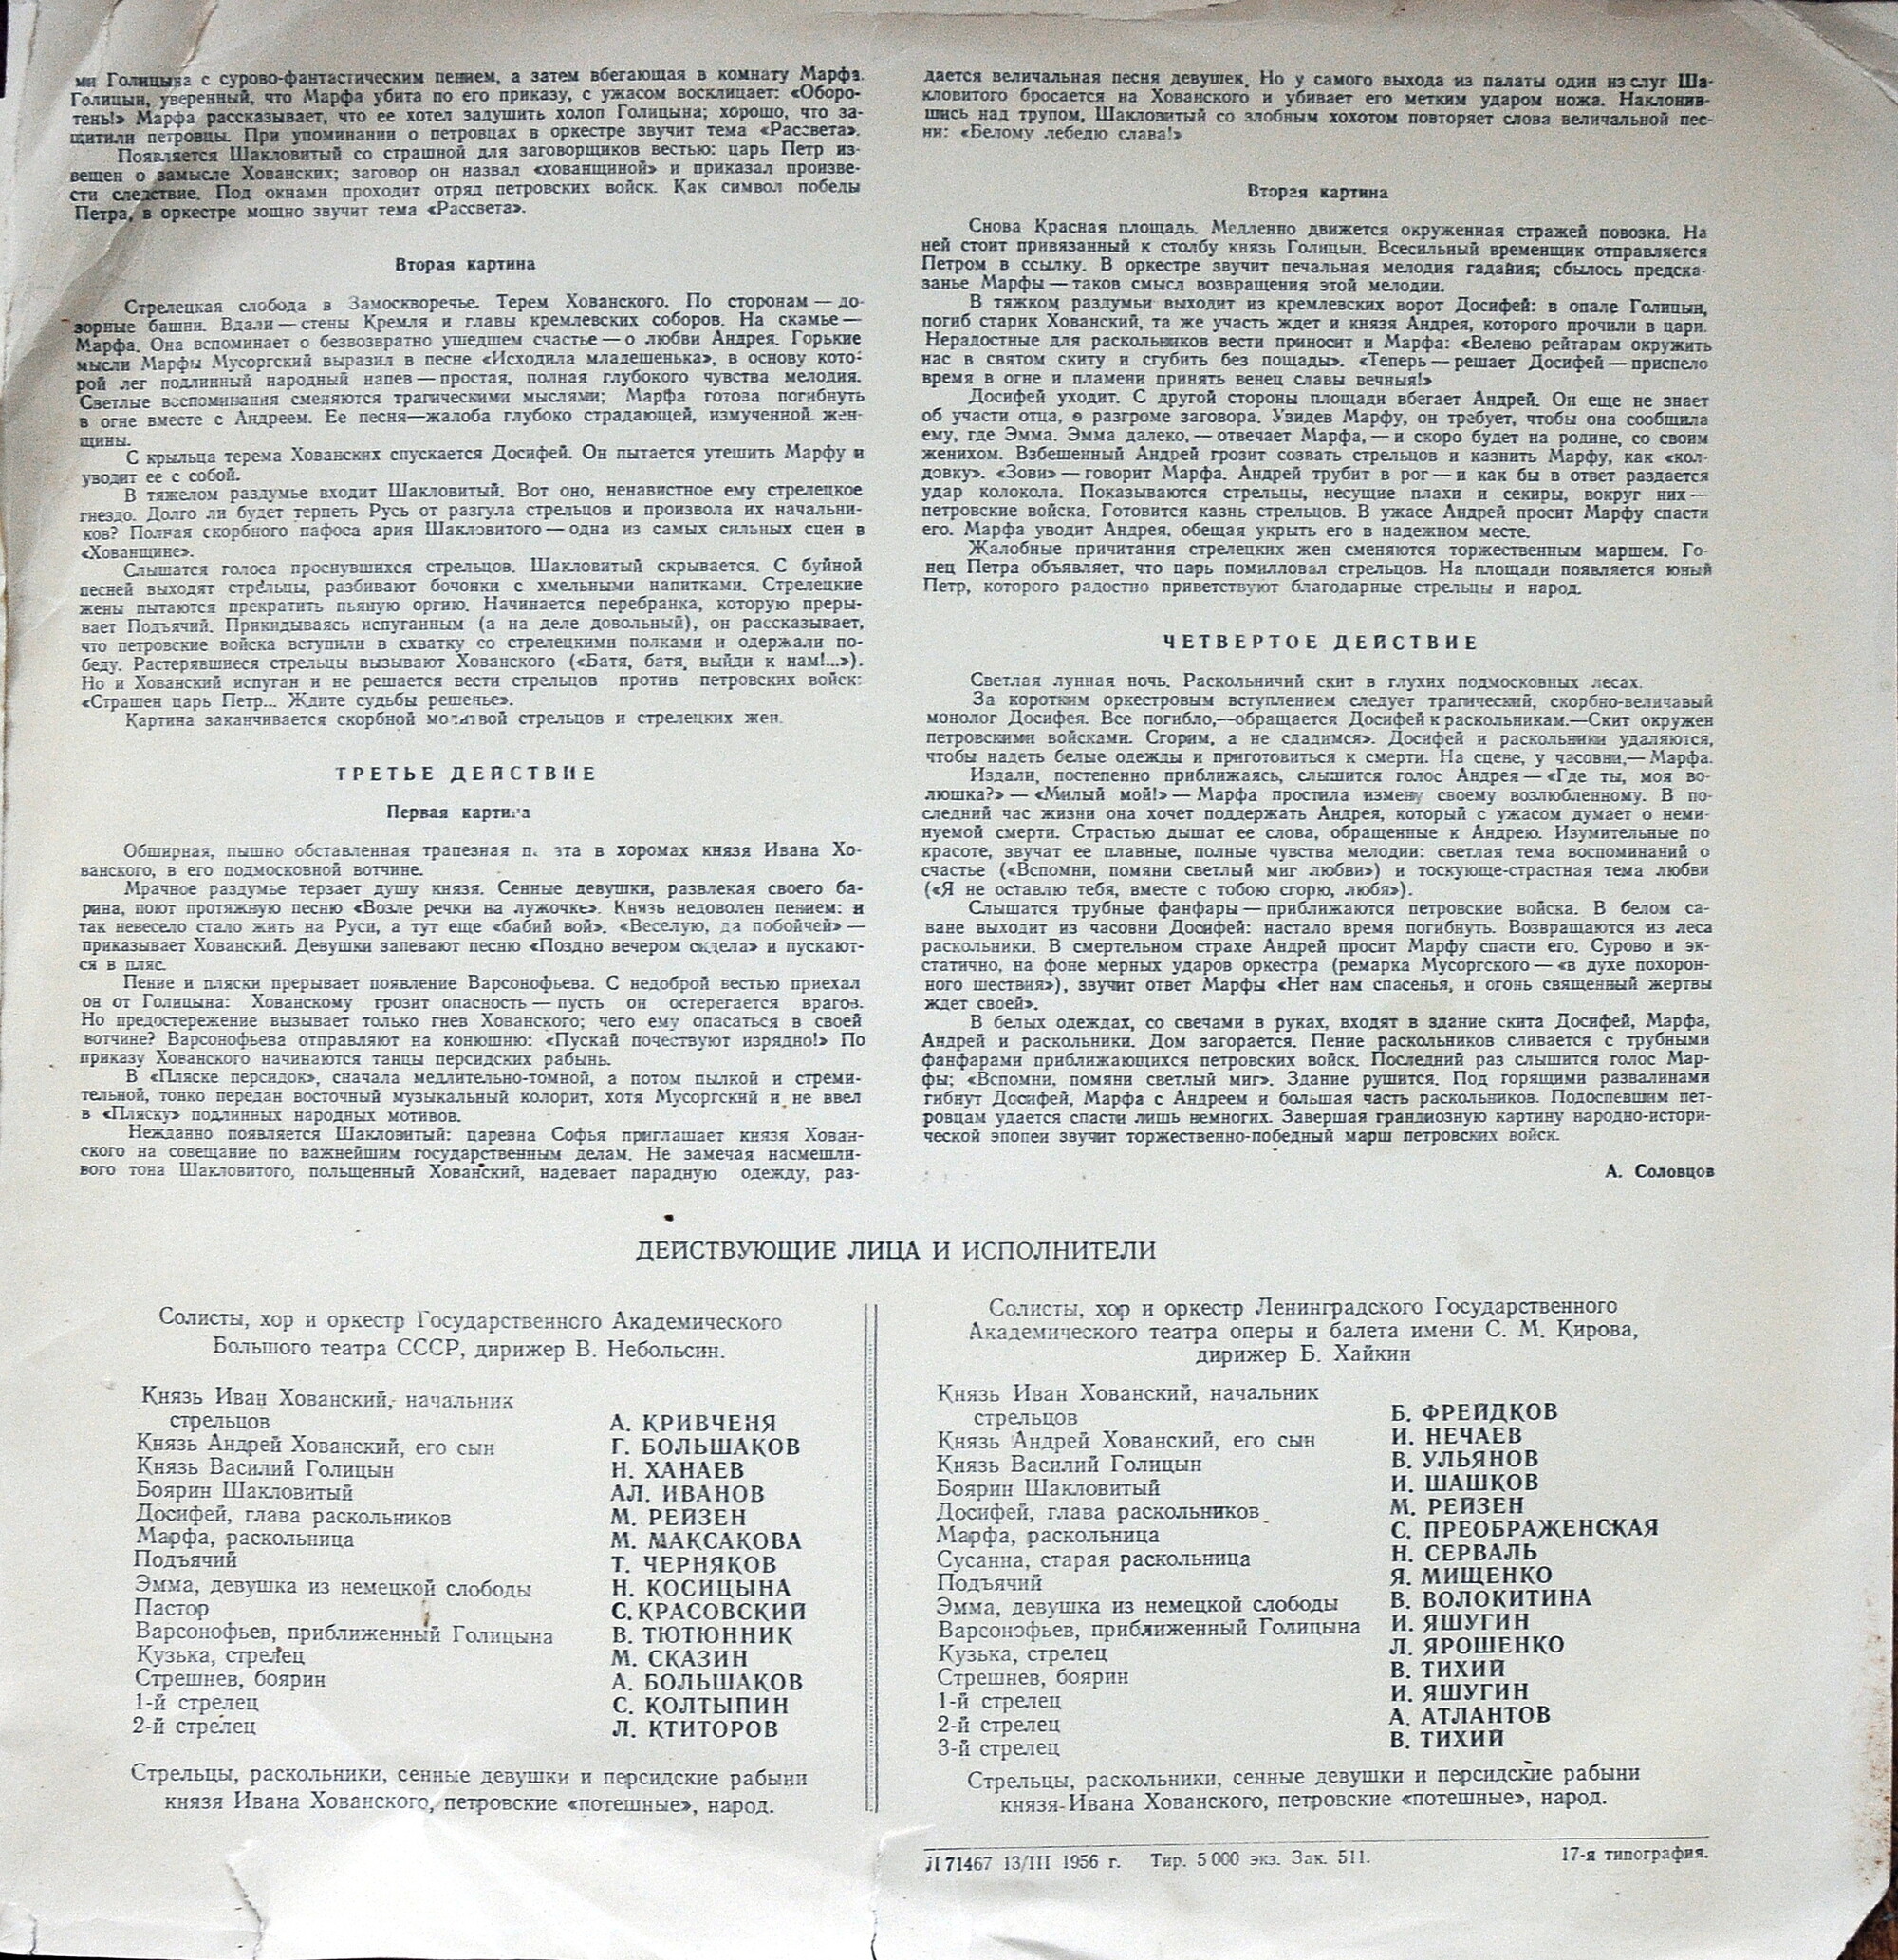 ми Голицына с сурово-фантастическим пением, а затем вбегающая в комнату Марфа.
Голицын, уверенный, что Марфа убита по его приказу, с ужасом восклицает: «Оборо-
тень!» Марфа рассказывает, что ее хотел задушить холоп Голицына; хорошо, что за-
щитили петровцы. При упоминании о петровцах в оркестре звучит тема «Рассвета».
Появляется Шакловитый со страшной для заговорщиков вестью: царь Петр из-
вещен о замысле Хованских; заговор он назвал «хованщиной» и приказал произве-
сти следствие. Под окнами проходит отряд петровских войск. Как символ победы
Петра, в оркестре мощно звучит тема «Рассвета».
Вторая картина
Стрелецкая слобода в Замоскворечье. Терем Хованского. По сторонам — до-
зорные башни. Вдали — стены Кремля и главы кремлевских соборов. На скамье —
Марфа. Она вспоминает о безвозвратно ушедшем счастье — о любви Андрея. Горькие
мысли Марфы Мусоргский выразил в песне «Исходила младешенька», в основу кото-
рой лег подлинный народный напев — простая, полная глубокого чувства мелодия.
Светлые воспоминания сменяются трагическими мыслями; Марфа готова погибнуть
в огне вместе с Андреем. Ее песня—жалоба глубоко страдающей, измученной жен-
щины.
С крыльца терема Хованских спускается Досифей. Он пытается утешить Марфу и
уводит ее с собой.
В тяжелом раздумье входит Шакловитый. Вот оно, ненавистное ему стрелецкое
гнездо. Долго ли будет терпеть Русь от разгула стрельцов и произвола их начальни-
ков? Полная скорбного пафоса ария Шакловитого — одна из самых сильных сцен в
«Хованщине».
Слышатся голоса проснувшихся стрельцов. Шакловитый скрывается. С буйной
песней выходят стрельцы, разбивают бочонки с хмельными напитками. Стрелецкие
жены пытаются прекратить пьяную оргию. Начинается перебранка, которую преры-
вает Подъячий. Прикидываясь испуганным (а на деле довольный), он рассказывает,
что петровские войска вступили в схватку со стрелецкими полками и одержали по-
беду. Растерявшиеся стрельцы вызывают Хованского («Батя, батя, выйди к нам!...»).
Но и Хованский испуган и не решается вести стрельцов против петровских войск:
«Страшен царь Петр... Ждите судьбы решенье».
Картина заканчивается скорбной молитвой стрельцов и стрелецких жен.
ТРЕТЬЕ ДЕЙСТВИЕ
Первая картина
Обширная, пышно обставленная трапезная палата в хоромах князя Ивана Хо-
ванского, в его подмосковной вотчине.
Мрачное раздумье терзает душу князя. Сенные девушки, развлекая своего ба-
рина, поют протяжную песню «Возле речки на лужочке». Князь недоволен пением: и
так невесело стало жить на Руси, а тут еще «бабий вой». «Веселую, да побойчей» —
приказывает Хованский. Девушки запевают песню «Поздно вечером сидела» и пускают-
ся в пляс.
Пение и пляски прерывает появление Варсонофьева. С недоброй вестью приехал
он от Голицына: Хованскому грозит опасность — пусть он остерегается врагов.
Но предостережение вызывает только гнев Хованского; чего ему опасаться в своей
вотчине? Варсонофьева отправляют на конюшню: «Пускай почествуют изрядно!» По
приказу Хованского начинаются танцы персидских рабынь.
В «Пляске персидок», сначала медлительно-томной, а потом пылкой и стреми-
тельной, тонко передан восточный музыкальный колорит, хотя Мусоргский и не ввел
в «Пляску» подлинных народных мотивов.
Нежданно появляется Шакловитый: царевна Софья приглашает князя Хован-
ского на совещание по важнейшим государственным делам. Не замечая насмешли-
вого тона Шакловитого, польщенный Хованский, надевает парадную одежду, раз-
дается величальная песня девушек. Но у самого выхода из палаты один из слуг Ша-
кловитого бросается на Хованского и убивает его метким ударом ножа. Наклонив-
шись над трупом, Шакловитый со злобным хохотом повторяет слова величальной пес-
ни: «Белому лебедю слава!»
Вторая картина
Снова Красная площадь. Медленно движется окруженная стражей повозка. На
ней стоит привязанный к столбу князь Голицын. Всесильный временщик отправляется
Петром в ссылку. В оркестре звучит печальная мелодия гадания; сбылось предска-
занье Марфы — таков смысл возвращения этой мелодии.
В тяжком раздумьи выходит из кремлевских ворот Досифей: в опале Голицын,
погиб старик Хованский, та же участь ждет и князя Андрея, которого прочили в цари.
Нерадостные для раскольников вести приносит и Марфа: «Велено рейтарам окружить
нас в святом скиту и сгубить без пощады». «Теперь — решает Досифей — приспело
время в огне и пламени принять венец славы вечныя!»
Досифей уходит. С другой стороны площади вбегает Андрей. Он еще не знает
об участи отца, о разгроме заговора. Увидев Марфу, он требует, чтобы она сообщила
ему, где Эмма. Эмма далеко, — отвечает Марфа, — и скоро будет на родине, со своим
женихом. Взбешенный Андрей грозит созвать стрельцов и казнить Марфу, как «кол-
довку». «Зови» — говорит Марфа. Андрей трубит в рог — и как бы в ответ раздается
удар колокола. Показываются стрельцы, несущие плахи и секиры, вокруг них —
петровские войска. Готовится казнь стрельцов. В ужасе Андрей просит Марфу спасти
его. Марфа уводит Андрея, обещая укрыть его в надежном месте.
Жалобные причитания стрелецких жен сменяются торжественным маршем. Го-
нец Петра объявляет, что царь помилловал стрельцов. На площади появляется юный
Петр, которого радостно приветствуют благодарные стрельцы и народ.
ЧЕТВЕРТОЕ ДЕЙСТВИЕ
Светлая лунная ночь. Раскольничий скит в глухих подмосковных лесах.
За коротким оркестровым вступлением следует трагический, скорбно-величавый
монолог Досифея. Все погибло,—обращается Досифей к раскольникам.—Скит окружен
петровскими войсками. Сгорим, а не сдадимся». Досифей и раскольники удаляются,
чтобы надеть белые одежды и приготовиться к смерти. На сцене, у часовни,— Марфа.
Издали, постепенно приближаясь, слышится голос Андрея — «Где ты, моя во-
люшка?» — «Милый мой!» — Марфа простила измену своему возлюбленному. В по-
следний час жизни она хочет поддержать Андрея, который с ужасом думает о неми-
нуемой смерти. Страстью дышат ее слова, обращенные к Андрею. Изумительные по
красоте, звучат ее плавные, полные чувства мелодии: светлая тема воспоминаний о
счастье («Вспомни, помяни светлый миг любви») и тоскующе-страстная тема любви
(«Я не оставлю тебя, вместе с тобою сгорю, любя»).
Слышатся трубные фанфары — приближаются петровские войска. В белом са-
ване выходит из часовни Досифей: настало время погибнуть. Возвращаются из леса
раскольники. В смертельном страхе Андрей просит Марфу спасти его. Сурово и эк-
статично, на фоне мерных ударов оркестра (ремарка Мусоргского — «в духе похорон-
ного шествия»), звучит ответ Марфы «Нет нам спасенья, и огонь священный жертвы
ждет своей».
В белых одеждах, со свечами в руках, входят в здание скита Досифей, Марфа,
Андрей и раскольники. Дом загорается. Пение раскольников сливается с трубными
фанфарами приближающихся петровских войск. Последний раз слышится голос Мар-
фы; «Вспомни, помяни светлый миг». Здание рушится. Под горящими развалинами
гибнут Досифей, Марфа с Андреем и большая часть раскольников. Подоспевшим пет-
ровцам удается спасти лишь немногих. Завершая грандиозную картину народно-истори-
ческой эпопеи звучит торжественно-победный марш петровских войск.
А. Соловцов
ДЕЙСТВУЮЩИЕ ЛИЦА И ИСПОЛНИТЕЛИ
Солисты, хор и оркестр Государственного Академического
Большого театра СССР, дирижер В. Небольсин.
Князь Иван Хованский, начальник
стрельцов А. КРИВЧЕНЯ
Князь Андрей Хованский, его сын Г. БОЛЬШАКОВ
Князь Василий Голицын Н. ХАНАЕВ
Боярин Шакловитый АЛ. ИВАНОВ
Досифей, глава раскольников М. РЕЙЗЕН
Марфа, раскольница М. МАКСАКОВА
Подъячий Т. ЧЕРНЯКОВ
Эмма, девушка из немецкой слободы Н. КОСИЦЫНА
Пастор С. КРАСОВСКИЙ
Варсонофьев, приближенный Голицына В. ТЮТЮННИК
Кузька, стрелец М. СКАЗИН
Стрешнев, боярин А. БОЛЬШАКОВ
1-й стрелец С. КОЛТЫПИН
2-й стрелец Л. КТИТОРОВ
Стрельцы, раскольники, сенные девушки и персидские рабыни
князя Ивана Хованского, петровские «потешные», народ.
Солисты, хор и оркестр Ленинградского Государственного
Академического театра оперы и балета имени С. М. Кирова,
дирижер Б. Хайкин
Князь Иван Хованский, начальник
стрельцов Б. ФРЕЙДКОВ
Князь Андрей Хованский, его сын И. НЕЧАЕВ
Князь Василий Голицын В. УЛЬЯНОВ
Боярин Шакловитый И. ШАШКОВ
Досифей, глава раскольников М. РЕЙЗЕН
Марфа, раскольница С. ПРЕОБРАЖЕНСКАЯ
Сусанна, старая раскольница Н. СЕРВАЛЬ
Подъячий Я. МИЩЕНКО
Эмма, девушка из немецкой слободы В. ВОЛОКИТИНА
Варсонофьев, приближенный Голицына И. ЯШУГИН
Кузька, стрелец Л. ЯРОШЕНКО
Стрешнев, боярин В. ТИХИЙ
1-й стрелец И. ЯШУГИН
2-й стрелец А. АТЛАНТОВ
3-й стрелец В. ТИХИЙ
Стрельцы, раскольники, сенные девушки и персидские рабыни
князя Ивана Хованского, петровские «потешные», народ.
Л 71467 13/III 1956 г. Тир. 5 000 экз. Зак. 511. 17-я типография.